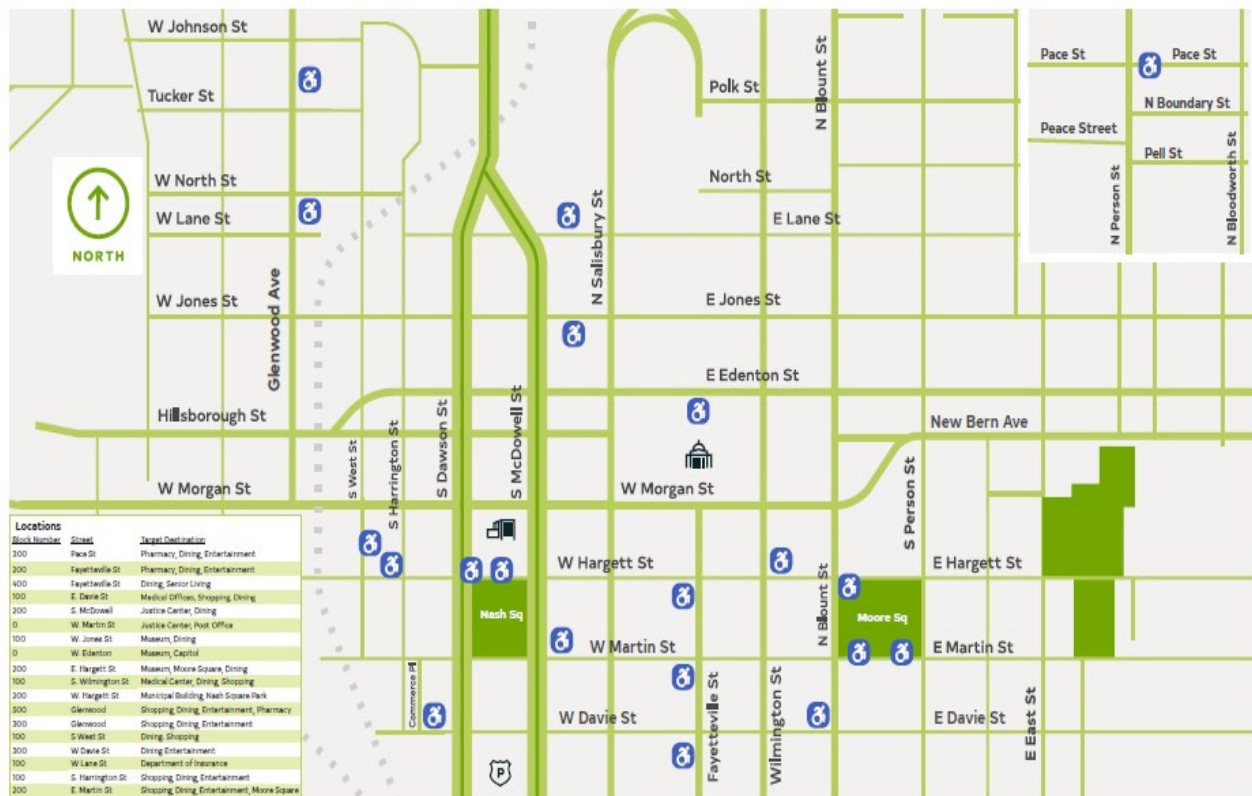 W Johnson St
Tucker St
W North St
W Lane St
NORTH
W Jones St
Glenwood Ave
Hillsborough St
W Morgan St
S West St
S Harrington St
S Dawson St
S McDowell St
N Salisbury St
Polk St
N Blount St
North St
E Lane St
E Jones St
E Edenton St
New Bern Ave
W Morgan St
S Person St
W Hargett St
N Blount St
E Hargett St
Nash Sq
Moore Sq
W Martin St
E Martin St
Commerce Pl
W Davie St
Fayetteville St
Wilmington St
E Davie St
E East St
P
Pace St
Pace St
N Boundary St
Peace Street
Pell St
N Person St
N Bloodworth St
Locations
Block Number Street Target Destination
300 Pace St Pharmacy, Dining, Entertainment
200 Fayetteville St Pharmacy, Dining, Entertainment
400 Fayetteville St Dining, Senior Living
100 E. Davie St Medical Offices, Shopping, Dining
200 S. McDowell Justice Center, Dining
0 W. Martin St Justice Center, Post Office
100 W. Jones St Museum, Dining
0 W. Edenton Museum, Capitol
200 E. Hargett St Museum, Moore Square, Dining
100 S. Wilmington St Medical Center, Dining, Shopping
200 W. Hargett St Municipal Building, Nash Square Park
500 Glenwood Shopping, Dining, Entertainment, Pharmacy
300 Glenwood Shopping, Dining, Entertainment
100 S West St Dining, Shopping
300 W Davie St Dining Entertainment
100 W Lane St Department of Insurance
100 S. Harrington St Shopping, Dining, Entertainment
200 E. Martin St Shopping, Dining, Entertainment, Moore Square